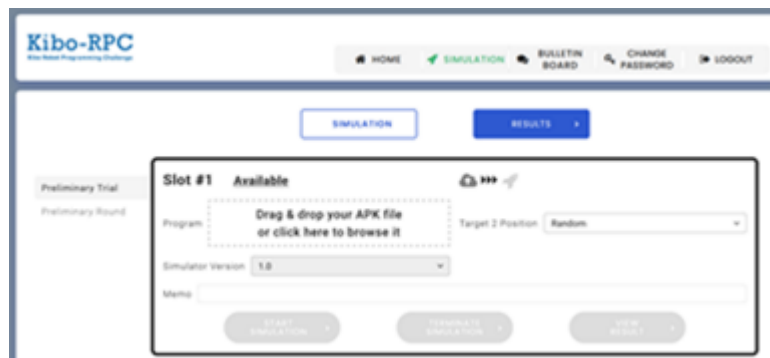 Kibo-RPC
Kibo Robot Programming Challenge
HOME
SIMULATION
BULLETIN
BOARD
CHANGE
PASSWORD
LOGOUT
SIMULATION
RESULTS
Preliminary Trial
Preliminary Round
Slot #1 Available
Program
Drag & drop your APK file
or click here to browse it
Target 2 Position Random
Simulator Version 1.0
Memo
START
SIMULATION
TERMINATE
SIMULATION
VIEW
RESULT